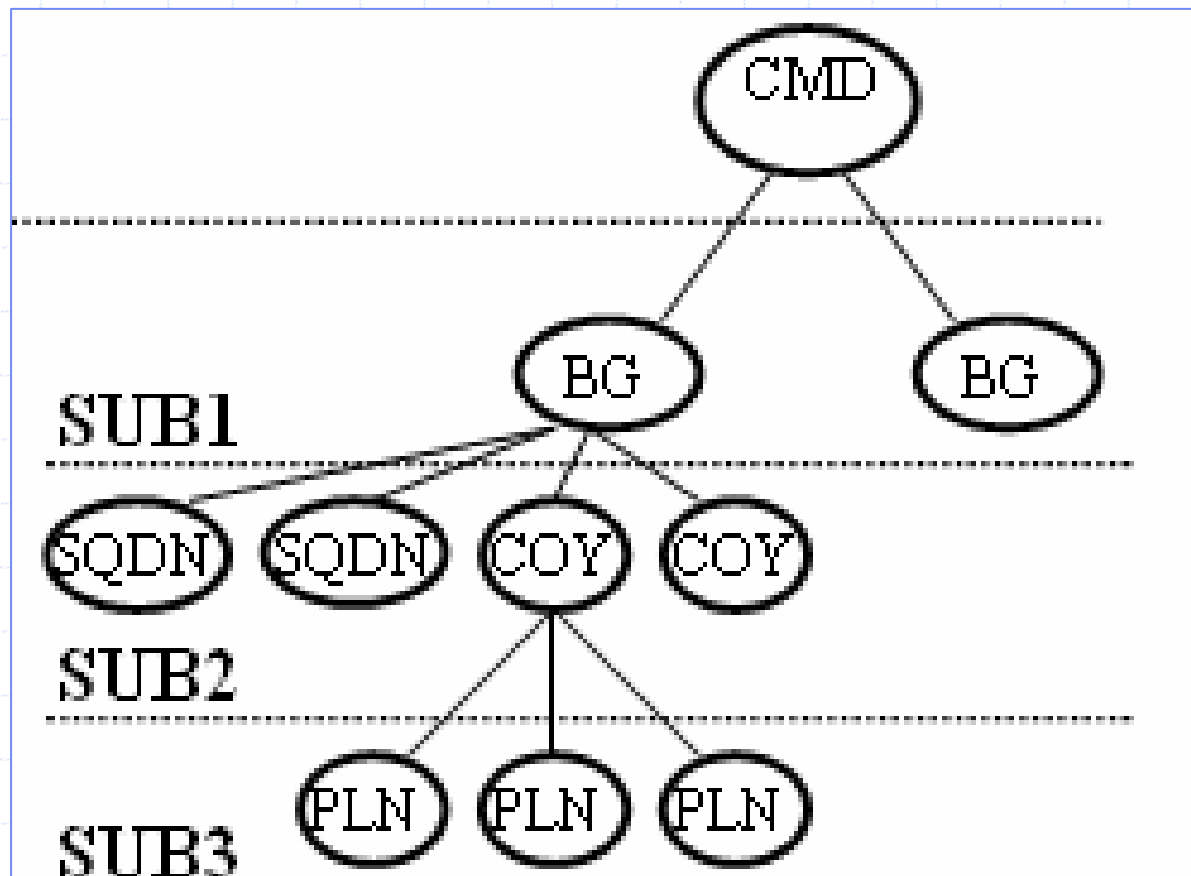 CMD
BG BG
SUB1
SQDN SQDN COY COY
SUB2
PLN PLN PLN
SUB3